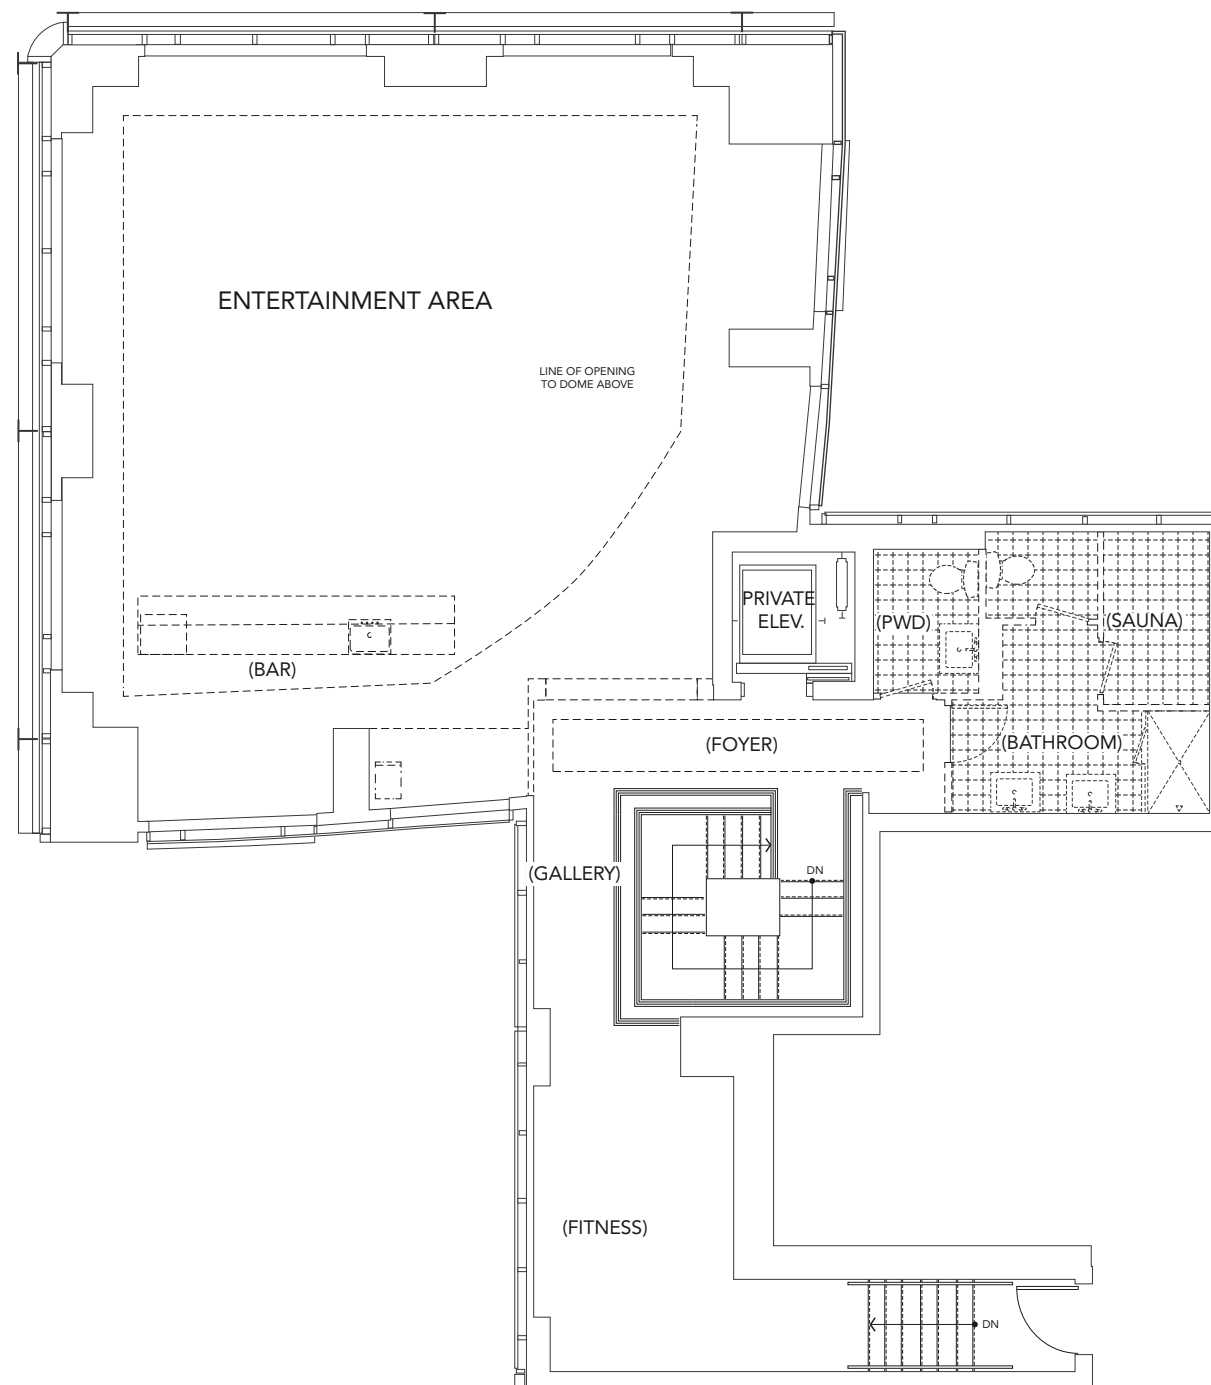 ENTERTAINMENT AREA
LINE OF OPENING
TO DOME ABOVE
PRIVATE
ELEV.
(PWD)
(SAUNA)
(BAR)
(FOYER)
(BATHROOM)
(GALLERY)
DN
(FITNESS)
DN